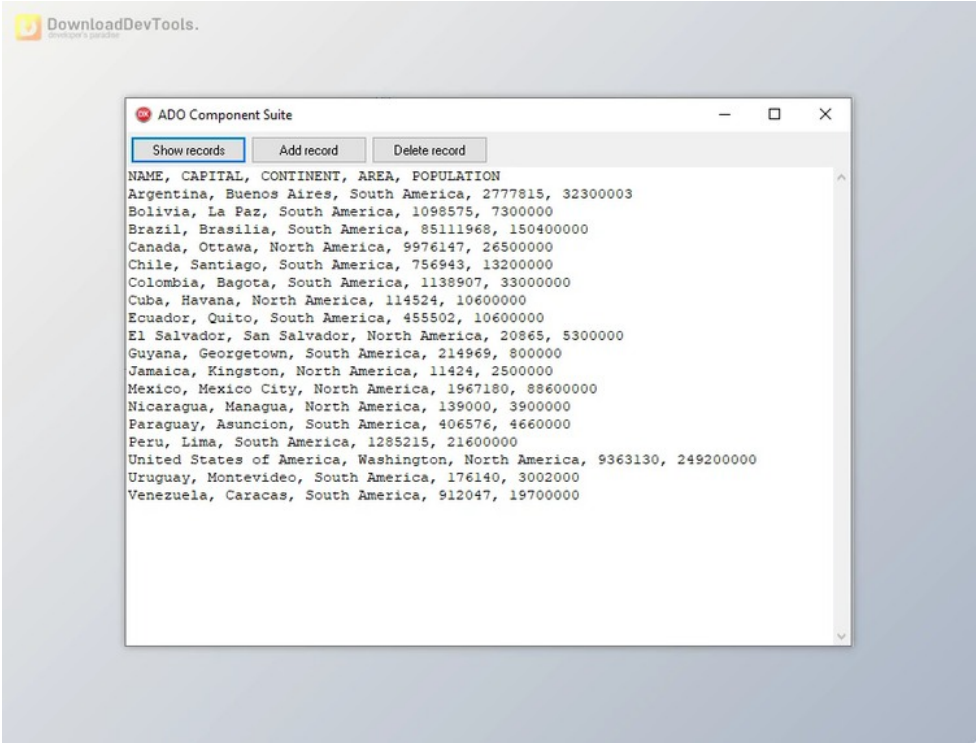 DownloadDevTools.
developer's paradise
ADO Component Suite
Show records Add record Delete record
NAME, CAPITAL, CONTINENT, AREA, POPULATION
Argentina, Buenos Aires, South America, 2777815, 32300003
Bolivia, La Paz, South America, 1098575, 7300000
Brazil, Brasilia, South America, 85111968, 150400000
Canada, Ottawa, North America, 9976147, 26500000
Chile, Santiago, South America, 756943, 13200000
Colombia, Bagota, South America, 1138907, 33000000
Cuba, Havana, North America, 114524, 10600000
Ecuador, Quito, South America, 455502, 10600000
El Salvador, San Salvador, North America, 20865, 5300000
Guyana, Georgetown, South America, 214969, 800000
Jamaica, Kingston, North America, 11424, 2500000
Mexico, Mexico City, North America, 1967180, 88600000
Nicaragua, Managua, North America, 139000, 3900000
Paraguay, Asuncion, South America, 406576, 4660000
Peru, Lima, South America, 1285215, 21600000
United States of America, Washington, North America, 9363130, 249200000
Uruguay, Montevideo, South America, 176140, 3002000
Venezuela, Caracas, South America, 912047, 19700000